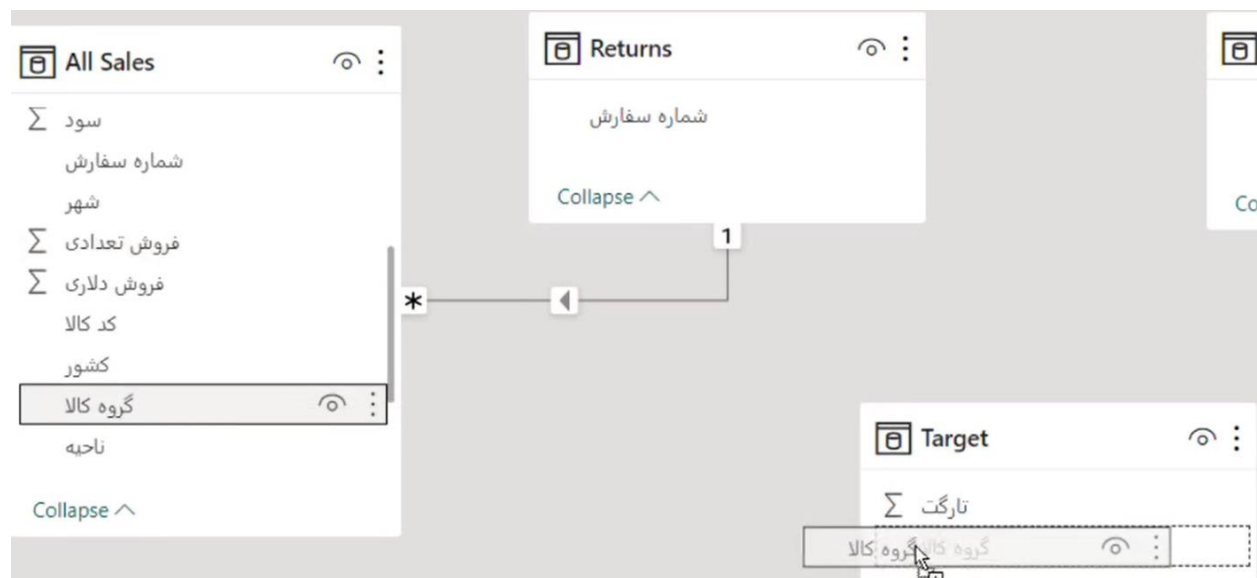 All Sales
∑ سود
شماره سفارش
شهر
∑ فروش تعدادی
∑ فروش دلاری
کد کالا
کشور
گروه کالا
ناحیه
Collapse
*
Returns
شماره سفارش
Collapse
1
Co
Target
∑ تارگت
گروه کالا
گروه کالا